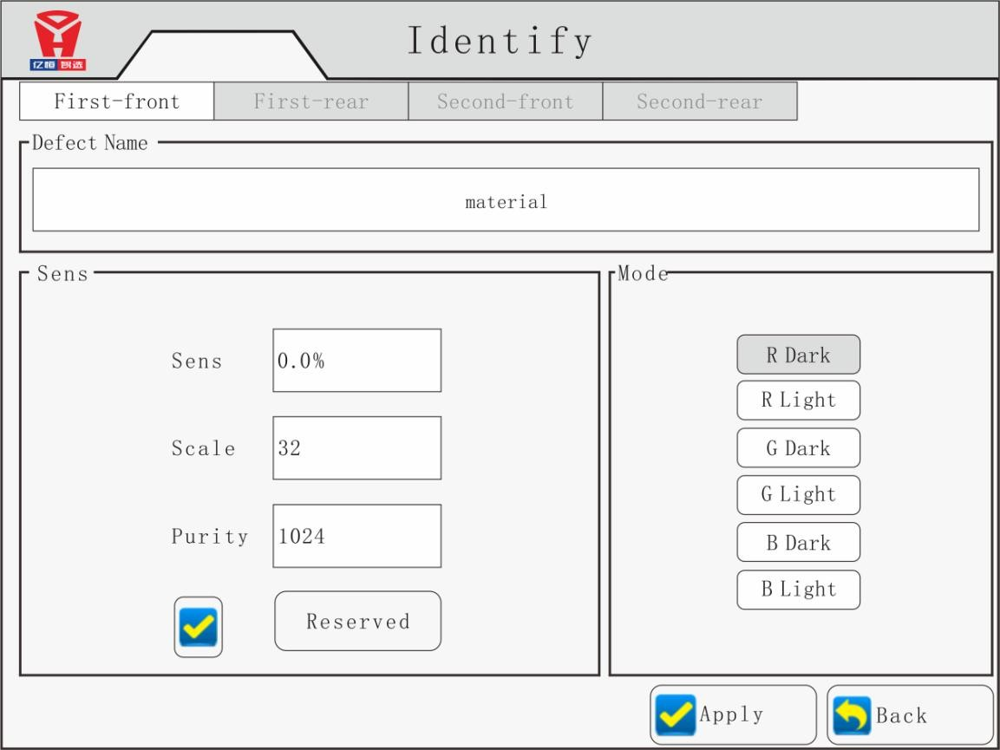 Identify
亿恒智选
First-front First-rear Second-front Second-rear
Defect Name
material
Sens
Sens 0.0%
Scale 32
Purity 1024
Reserved
Mode
R Dark
R Light
G Dark
G Light
B Dark
B Light
Apply Back